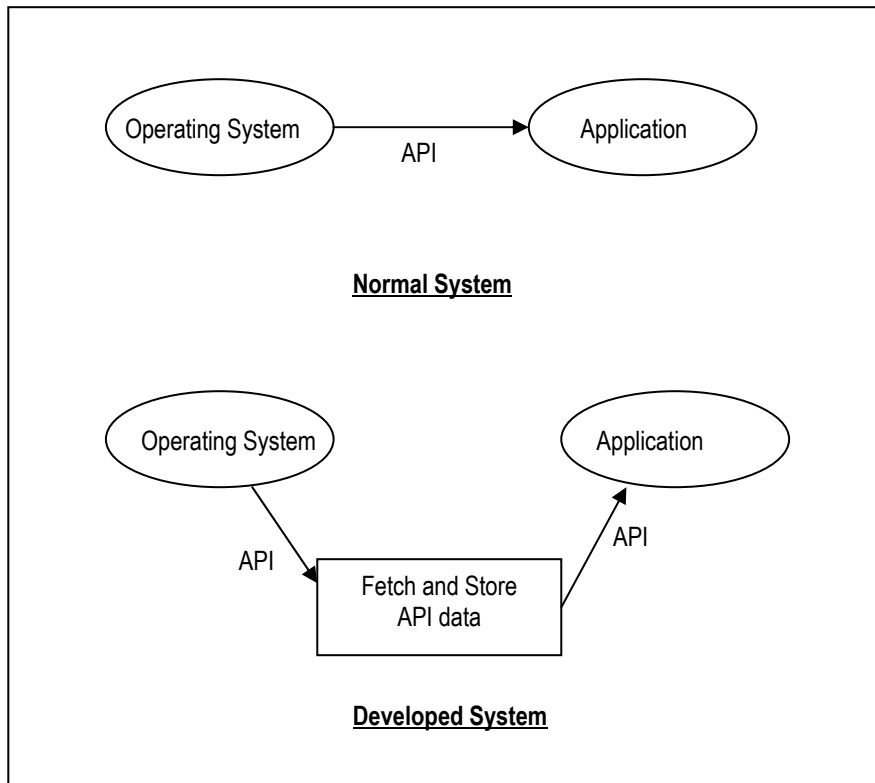 Operating System
Application
API
Normal System
Operating System
Application
API
API
Fetch and Store
API data
Developed System